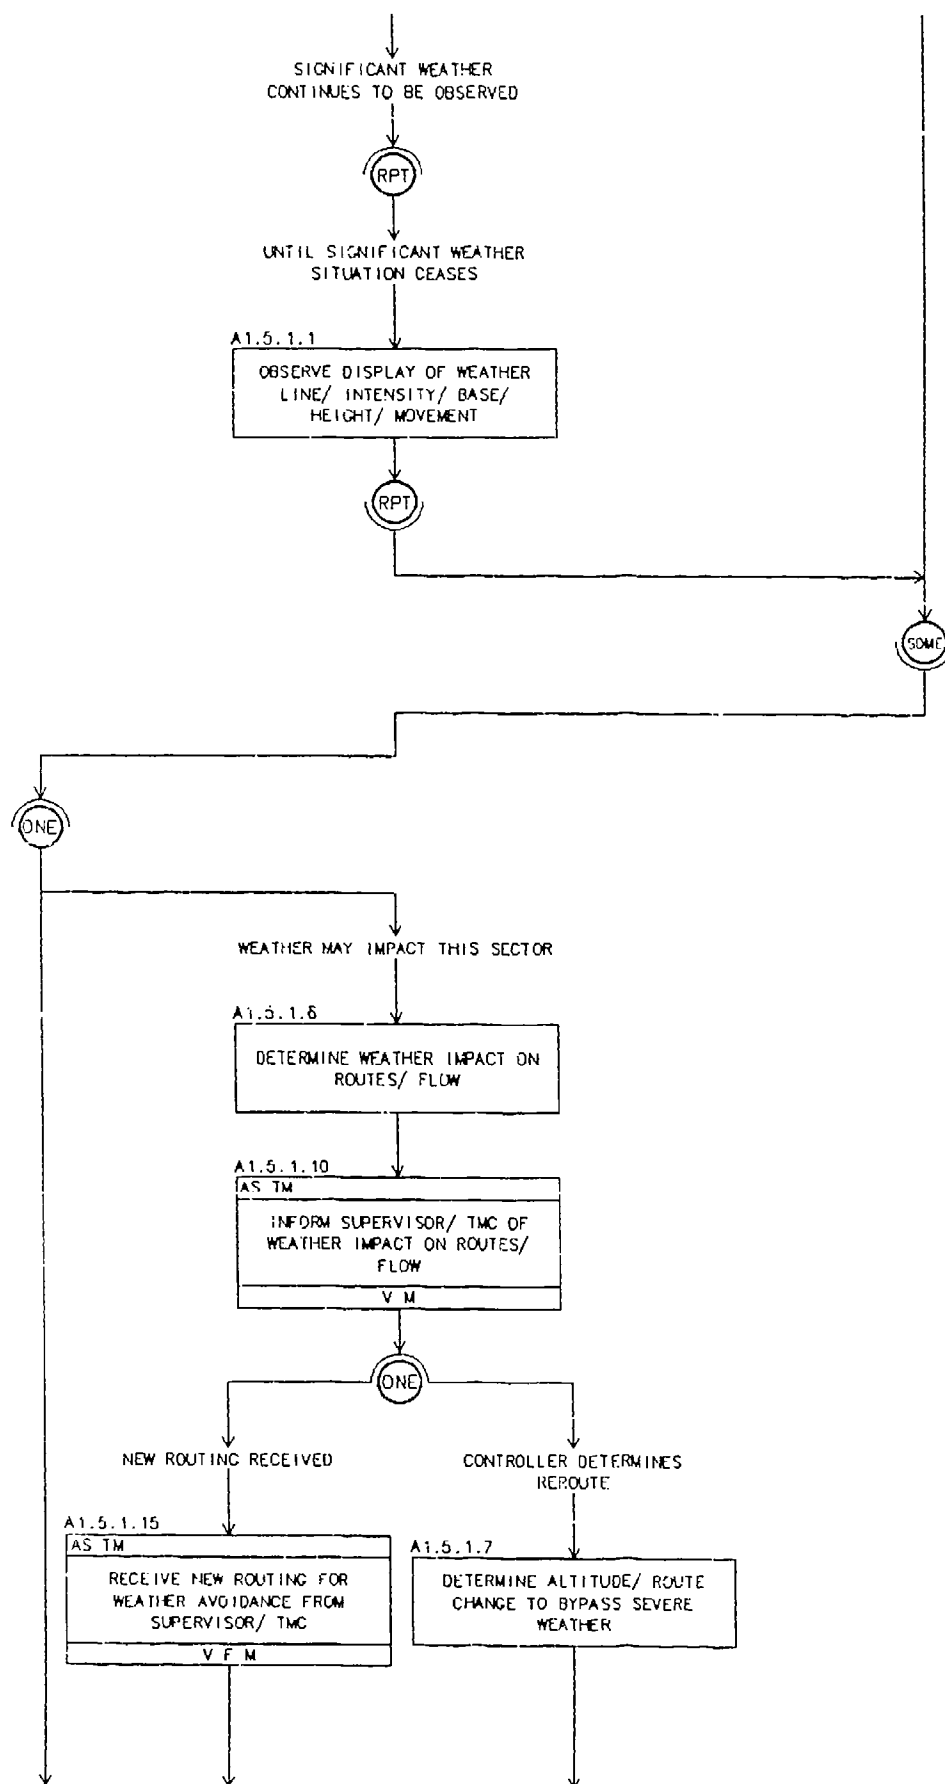 SIGNIFICANT WEATHER
CONTINUES TO BE OBSERVED
RPT
UNTIL SIGNIFICANT WEATHER
SITUATION CEASES
A1.5.1.1
OBSERVE DISPLAY OF WEATHER
LINE/ INTENSITY/ BASE/
HEIGHT/ MOVEMENT
RPT
SOME
ONE
WEATHER MAY IMPACT THIS SECTOR
A1.5.1.6
DETERMINE WEATHER IMPACT ON
ROUTES/ FLOW
A1.5.1.10
AS TM
INFORM SUPERVISOR/ TMC OF
WEATHER IMPACT ON ROUTES/
FLOW
V M
ONE
NEW ROUTING RECEIVED
CONTROLLER DETERMINES
REROUTE
A1.5.1.15
AS TM
RECEIVE NEW ROUTING FOR
WEATHER AVOIDANCE FROM
SUPERVISOR/ TMC
V F M
A1.5.1.7
DETERMINE ALTITUDE/ ROUTE
CHANGE TO BYPASS SEVERE
WEATHER